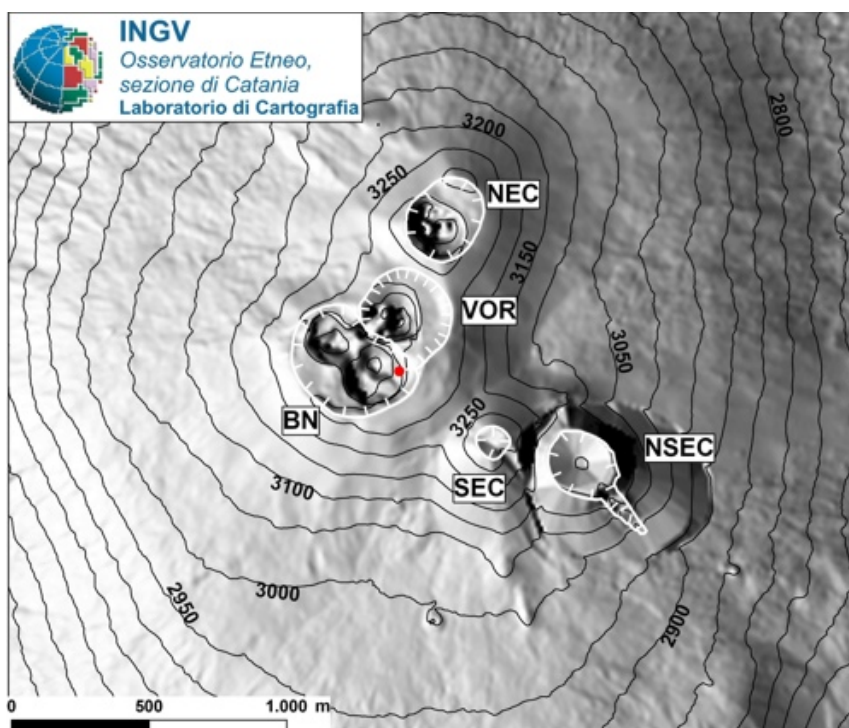 INGV
Osservatorio Etneo,
sezione di Catania
Laboratorio di Cartografia
2800
3200
3250
NEC
3150
VOR
3050
BN
3250
NSEC
SEC
3100
2950
3000
2900
0 500 1.000 m